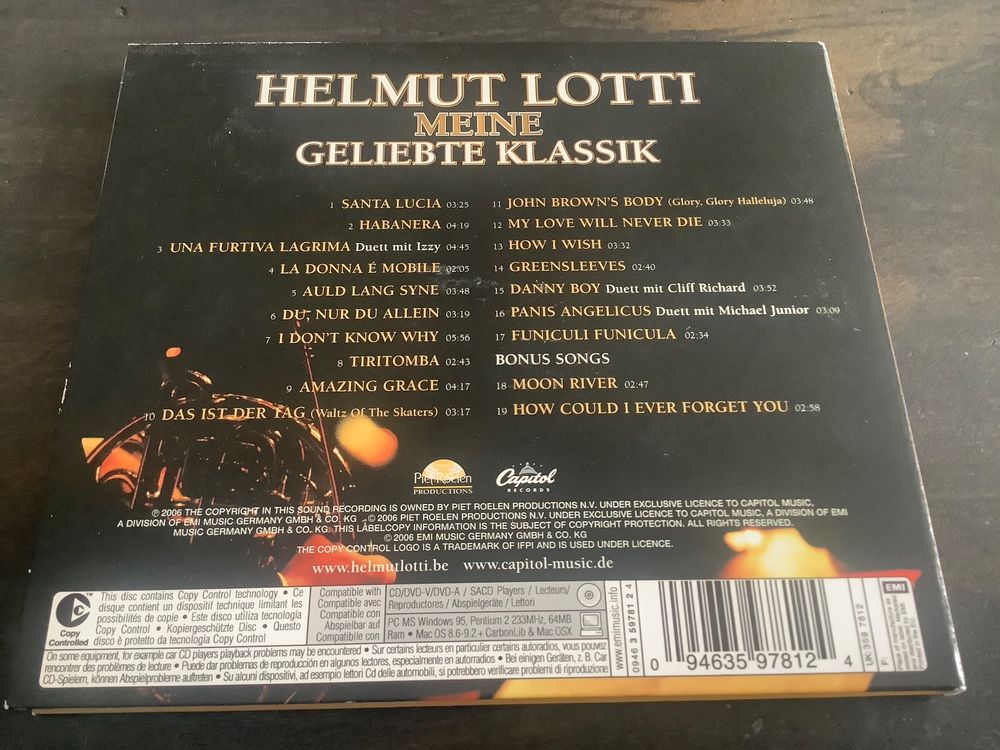 HELMUT LOTTI
MEINE
GELIEBTE KLASSIK
1 SANTA LUCIA 03:25
2 HABANERA 04:19
3 UNA FURTIVA LAGRIMA Duett mit Izzy 04:45
4 LA DONNA É MOBILE 02:05
5 AULD LANG SYNE 03:48
6 DU, NUR DU ALLEIN 03:19
7 I DON'T KNOW WHY 05:56
8 TIRITOMBA 02:43
9 AMAZING GRACE 04:17
10 DAS IST DER TAG (Waltz Of The Skaters) 03:17
11 JOHN BROWN'S BODY (Glory, Glory Halleluja) 03:48
12 MY LOVE WILL NEVER DIE 03:33
13 HOW I WISH 03:32
14 GREENSLEEVES 02:40
15 DANNY BOY Duett mit Cliff Richard 03:52
16 PANIS ANGELICUS Duett mit Michael Junior 03:09
17 FUNICULI FUNICULA 02:34
BONUS SONGS
18 MOON RIVER 02:47
19 HOW COULD I EVER FORGET YOU 02:58
Piet Roelen
PRODUCTIONS
Capitol
RECORDS
℗ 2006 THE COPYRIGHT IN THIS SOUND RECORDING IS OWNED BY PIET ROELEN PRODUCTIONS N.V. UNDER EXCLUSIVE LICENCE TO CAPITOL MUSIC,
A DIVISION OF EMI MUSIC GERMANY GMBH & CO. KG © 2006 PIET ROELEN PRODUCTIONS N.V. UNDER EXCLUSIVE LICENCE TO CAPITOL MUSIC, A DIVISION OF EMI
MUSIC GERMANY GMBH & CO. KG. THIS LABELCOPY INFORMATION IS THE SUBJECT OF COPYRIGHT PROTECTION. ALL RIGHTS RESERVED.
© 2006 EMI MUSIC GERMANY GMBH & CO. KG
THE COPY CONTROL LOGO IS A TRADEMARK OF IFPI AND IS USED UNDER LICENCE.
www.helmutlotti.be www.capitol-music.de
Copy
Controlled
This disc contains Copy Control technology • Ce
disque contient un dispositif technique limitant les
possibilités de copie • Este disco utiliza tecnología
Copy Control • Kopiergeschützte Disc • Questo
disco è protetto da tecnologia Copy Control
Compatible with
Compatible avec
Compatible con
Abspielbar auf
Compatibile con
CD/DVD-V/DVD-A / SACD Players / Lecteurs/
Reproductores / Abspielgeräte / Lettori
PC MS Windows 95, Pentium 2 233MHz, 64MB
Ram • Mac OS 8.6-9.2 + CarbonLib & Mac OSX
On some equipment, for example car CD players playback problems may be encountered • Sur certains lecteurs en particulier certains autoradios, vous pouvez
rencontrer des problèmes de lecture • Puede dar problemas de reproducción en algunos lectores, especialmente en autoradios • Bei einigen Geräten, z. B. Car
CD-Spielern, können Abspielprobleme auftreten • Su alcuni dispositivi, ad esempio lettori Cd delle automobili, si potrebbero verificare problemi di riproduzione
www.emimusic.info
0946 3 59781 2 4
0 94635 97812 4
UK: 359 7812
F:
EMI